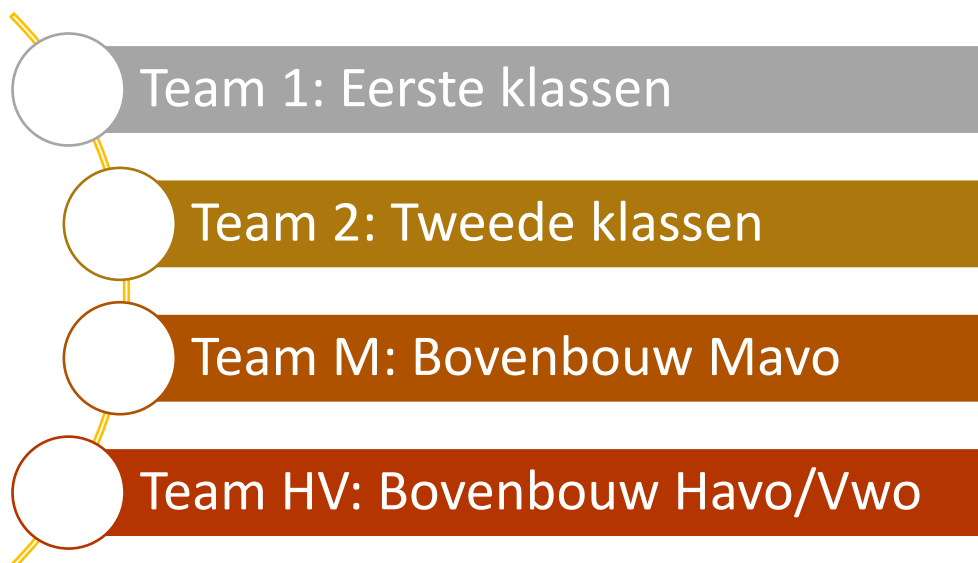 Team 1: Eerste klassen
Team 2: Tweede klassen
Team M: Bovenbouw Mavo
Team HV: Bovenbouw Havo/Vwo